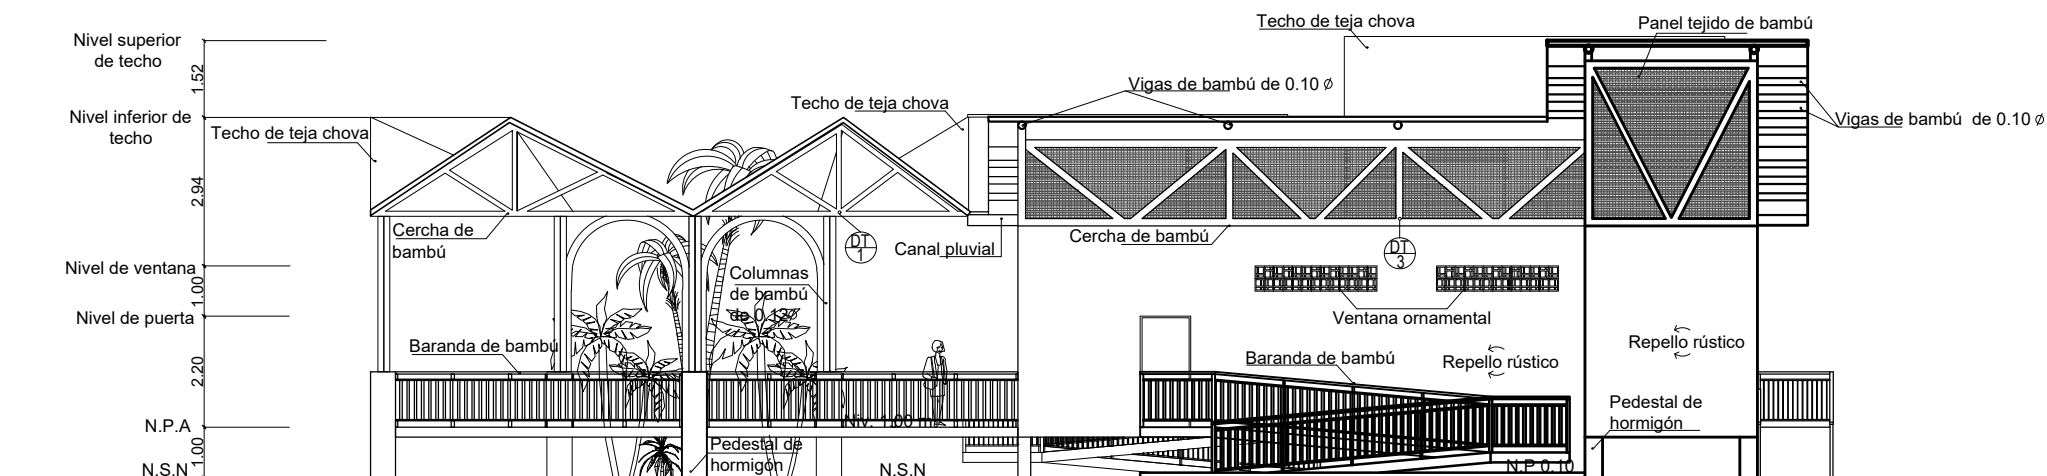 Nivel superior
de techo
1.52
Nivel inferior de
techo
2.94
Nivel de ventana
1.00
Nivel de puerta
2.20
N.P.A
1.00
N.S.N
Techo de teja chova
Cercha de
bambú
Baranda de bambú
Columnas
de bambú
de 0.12⌀
Pedestal de
hormigón
Techo de teja chova
DT
1
Canal pluvial
Niv. 1.00 m
N.S.N
Techo de teja chova
Vigas de bambú de 0.10 ⌀
Cercha de bambú
DT
3
Ventana ornamental
Baranda de bambú
Repello rústico
N.P 0.10
Panel tejido de bambú
Vigas de bambú de 0.10 ⌀
Repello rústico
Pedestal de
hormigón